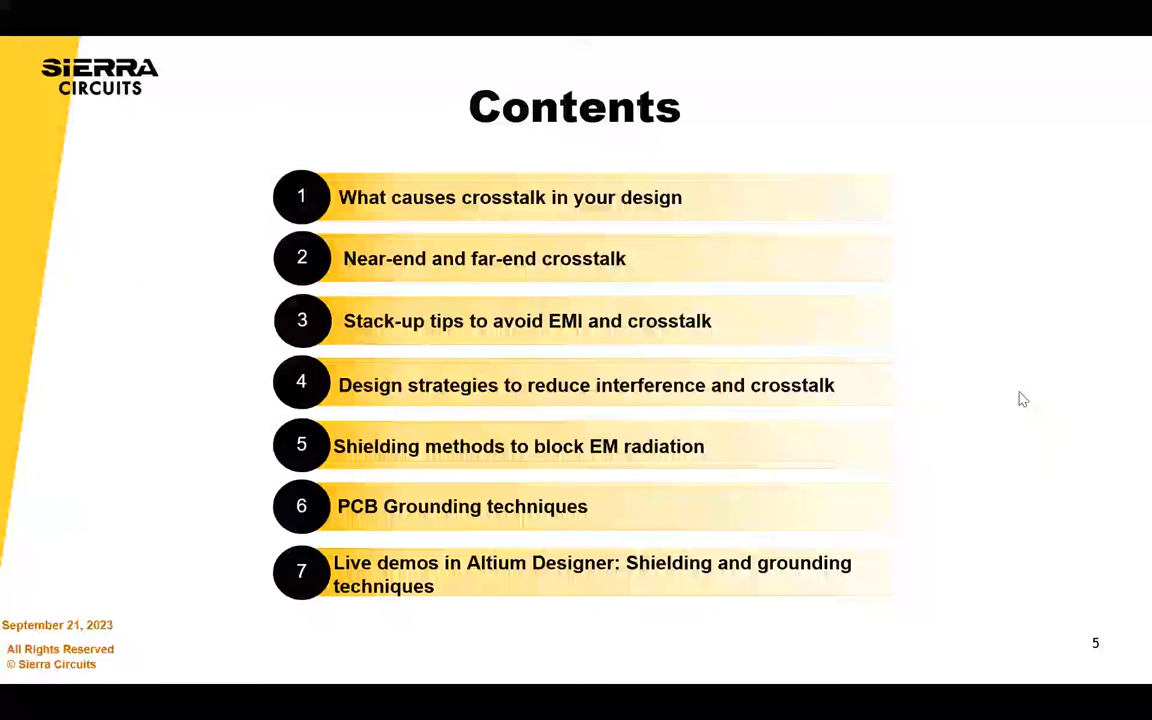 SIERRA
CIRCUITS
Contents
1 What causes crosstalk in your design
2 Near-end and far-end crosstalk
3 Stack-up tips to avoid EMI and crosstalk
4 Design strategies to reduce interference and crosstalk
5 Shielding methods to block EM radiation
6 PCB Grounding techniques
7 Live demos in Altium Designer: Shielding and grounding
techniques
September 21, 2023
All Rights Reserved
© Sierra Circuits
5